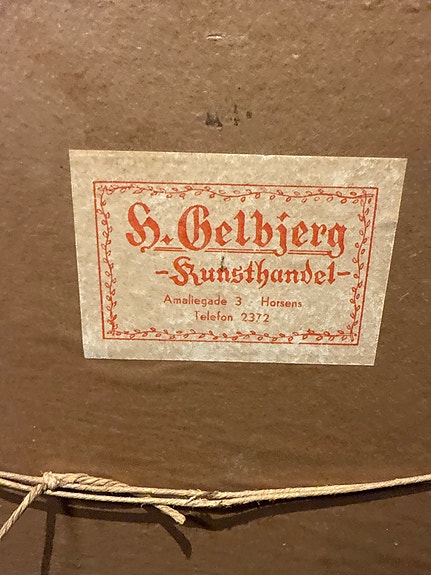 H. Gelbjerg
-Kunsthandel-
Amaliegade 3 Horsens
Telefon 2372